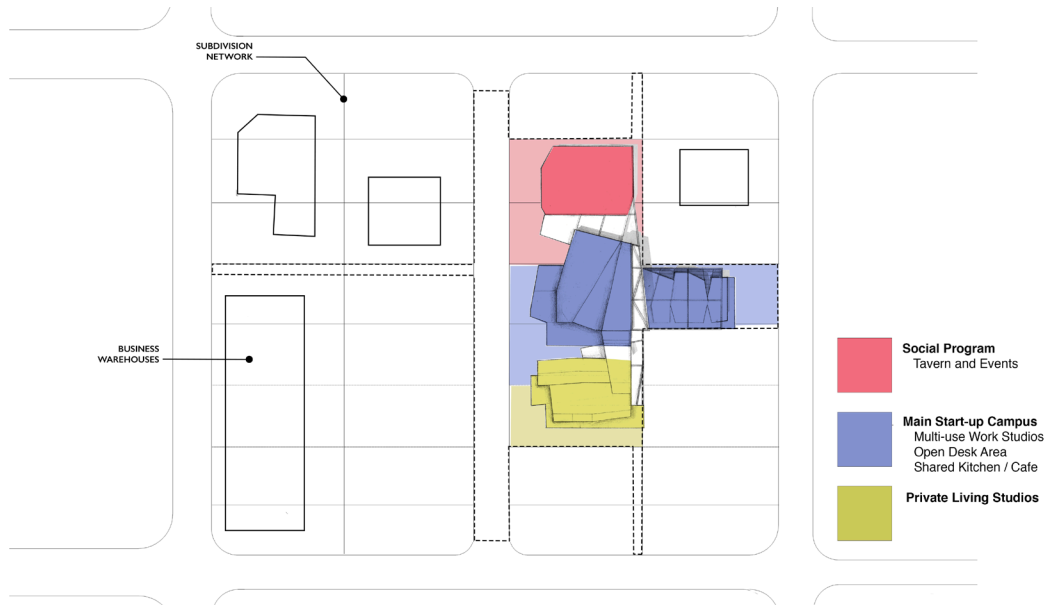 SUBDIVISION
NETWORK
BUSINESS
WAREHOUSES
Social Program
Tavern and Events
Main Start-up Campus
Multi-use Work Studios
Open Desk Area
Shared Kitchen / Cafe
Private Living Studios